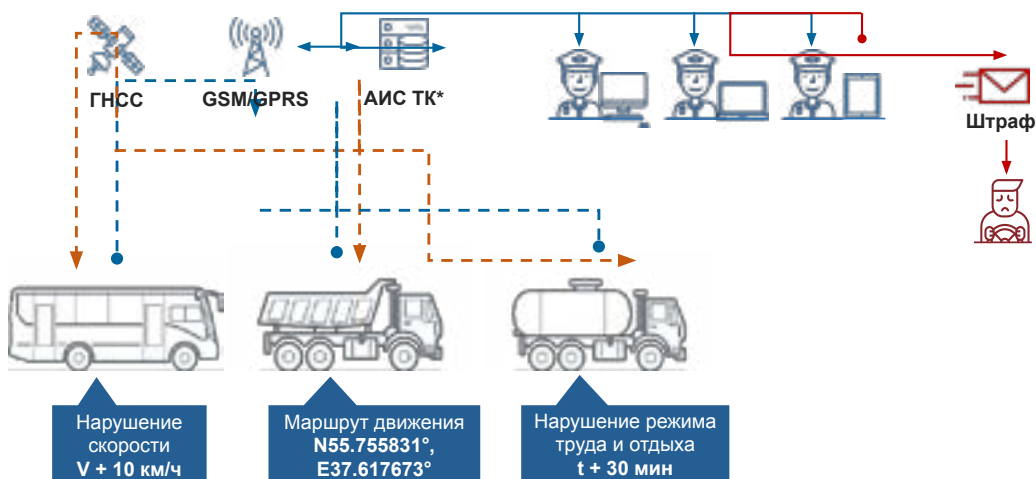 ГНСС
GSM/GPRS
АИС ТК*
Штраф
Нарушение
скорости
V + 10 км/ч
Маршрут движения
N55.755831°,
E37.617673°
Нарушение режима
труда и отдыха
t + 30 мин